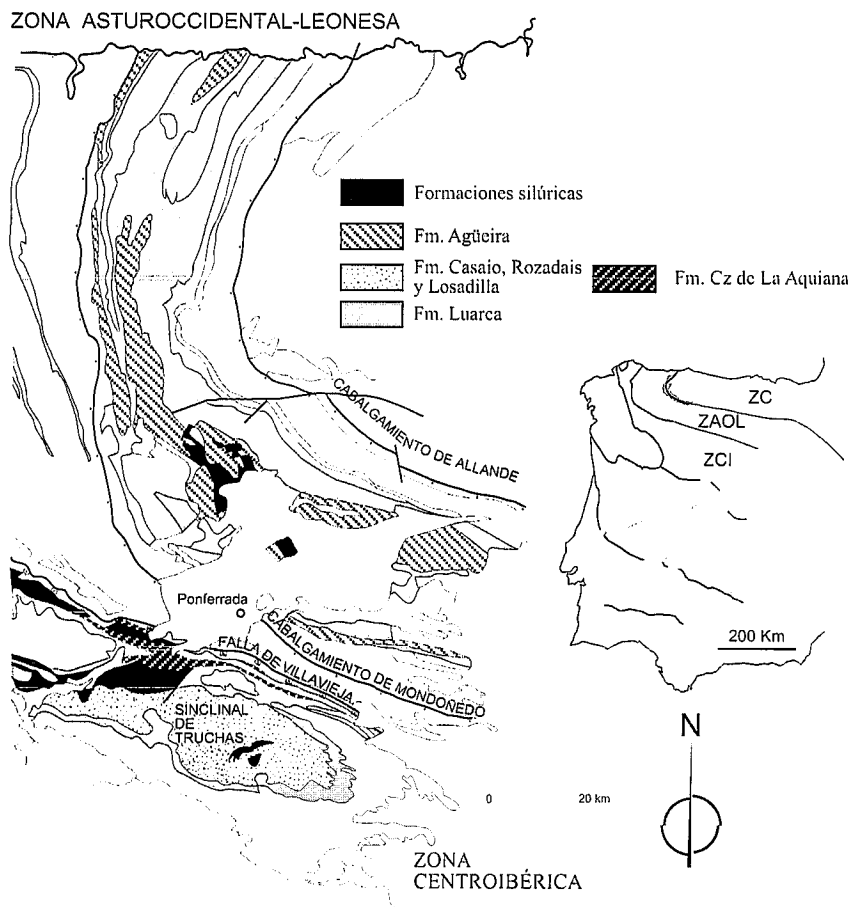 ZONA ASTUROCCIDENTAL-LEONESA
Formaciones silúricas
Fm. Agüeira
Fm. Casaio, Rozadais
y Losadilla
Fm. Cz de La Aquiana
Fm. Luarca
CABALGAMIENTO DE ALLANDE
ZC
ZAOL
ZCI
200 Km
Ponferrada
CABALGAMIENTO DE MONDOÑEDO
FALLA DE VILLAVIEJA
SINCLINAL
DE
TRUCHAS
N
0 20 km
ZONA
CENTROIBÉRICA